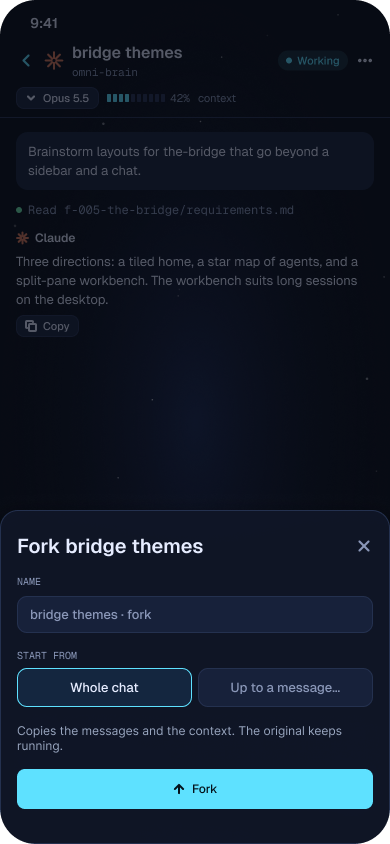 9:41
bridge themes
omni-brain
Working
Opus 5.5
42% context
Brainstorm layouts for the-bridge that go beyond a
sidebar and a chat.
Read f-005-the-bridge/requirements.md
Claude
Three directions: a tiled home, a star map of agents, and a
split-pane workbench. The workbench suits long sessions
on the desktop.
Copy
Fork bridge themes
NAME
bridge themes · fork
START FROM
Whole chat
Up to a message…
Copies the messages and the context. The original keeps
running.
Fork